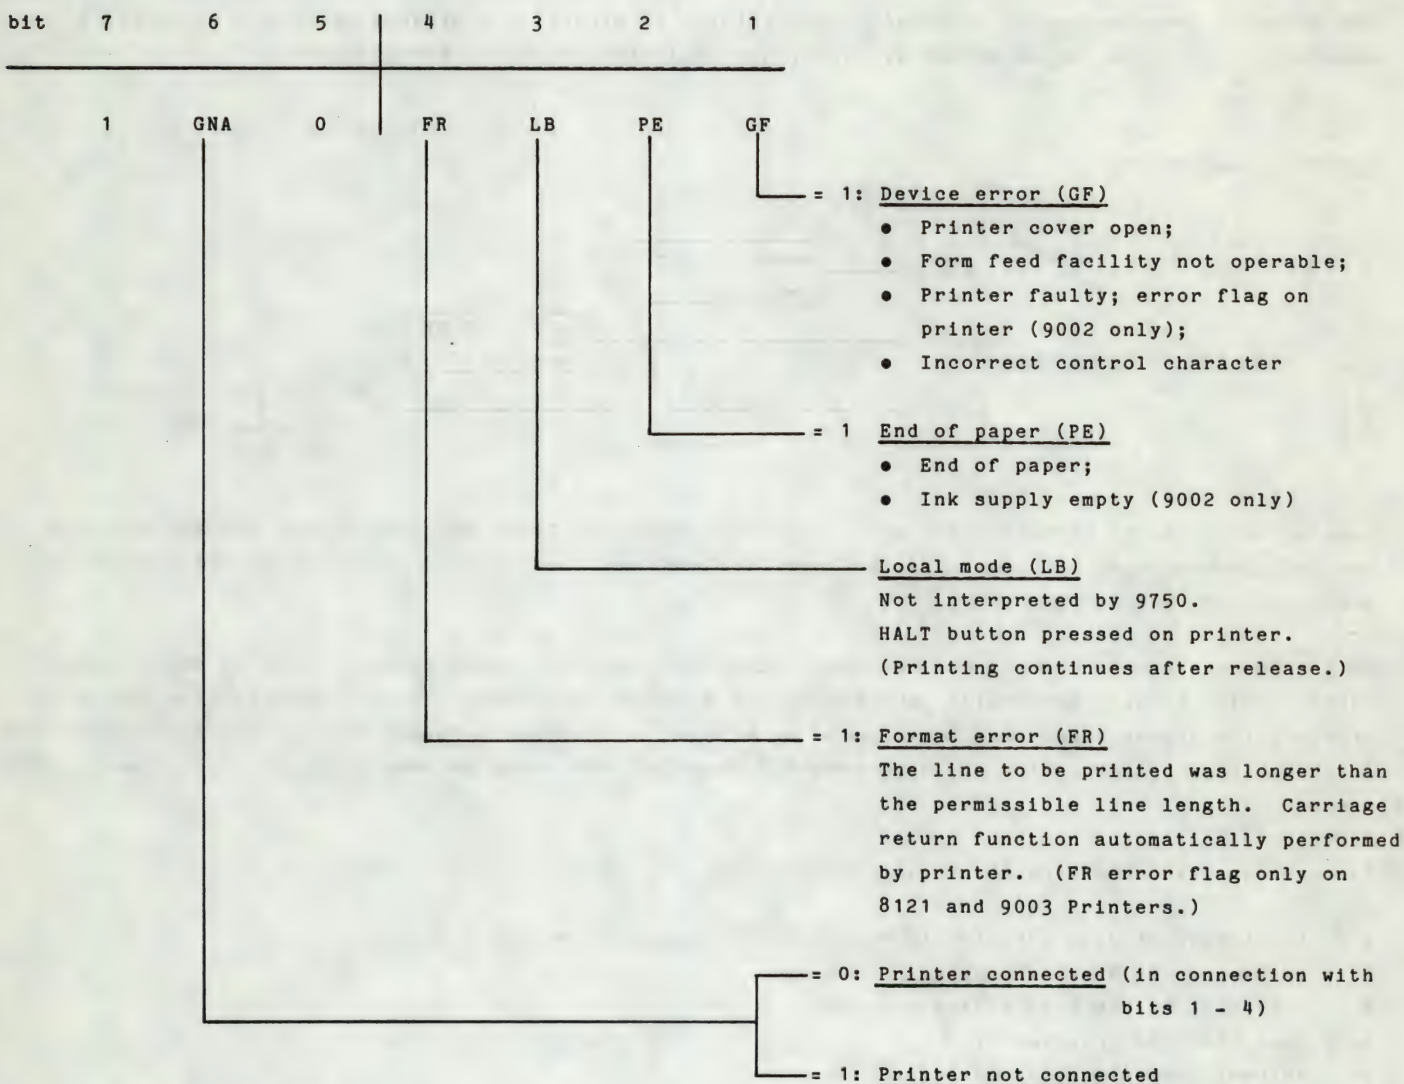 bit 7 6 5 4 3 2 1
1 GNA 0 FR LB PE GF
= 1: Device error (GF)
● Printer cover open;
● Form feed facility not operable;
● Printer faulty; error flag on
printer (9002 only);
● Incorrect control character
= 1 End of paper (PE)
● End of paper;
● Ink supply empty (9002 only)
Local mode (LB)
Not interpreted by 9750.
HALT button pressed on printer.
(Printing continues after release.)
= 1: Format error (FR)
The line to be printed was longer than
the permissible line length. Carriage
return function automatically performed
by printer. (FR error flag only on
8121 and 9003 Printers.)
= 0: Printer connected (in connection with
bits 1 - 4)
= 1: Printer not connected